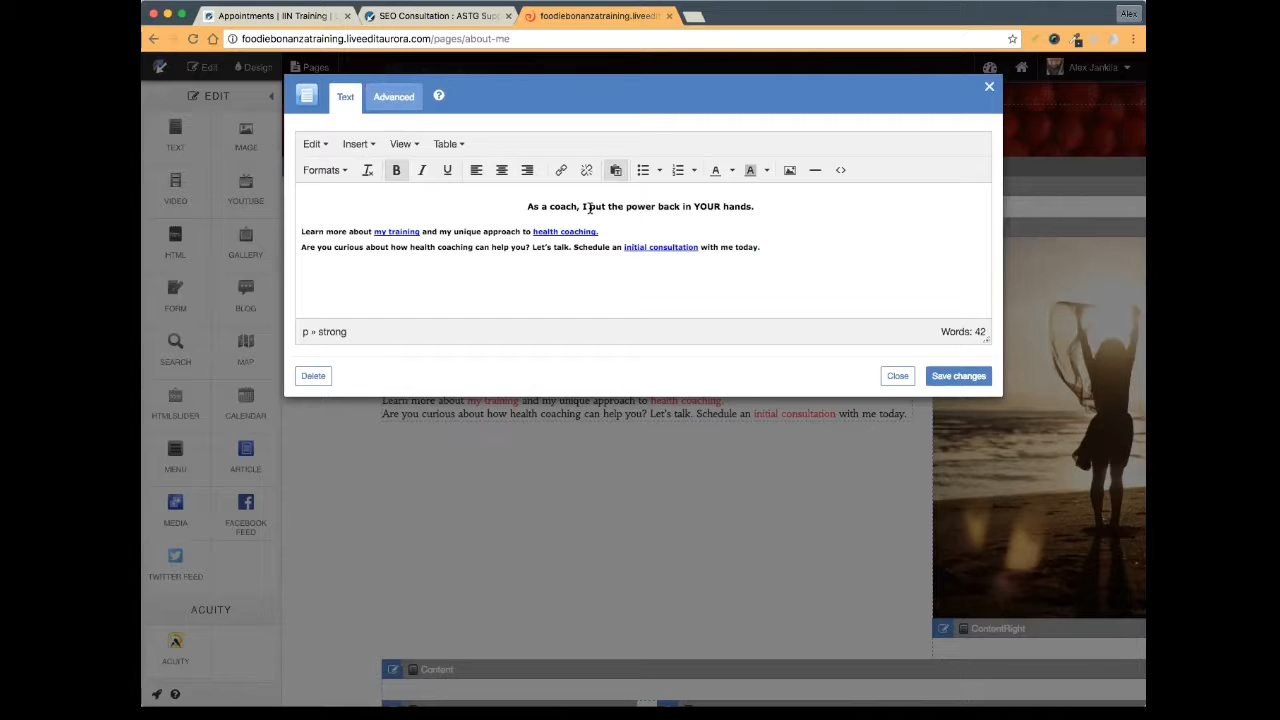 Appointments | IIN Training |
SEO Consultation : ASTG Sup
foodiebonanzatraining.liveedit
Alex
foodiebonanzatraining.liveeditaurora.com/pages/about-me
Edit
Design
Pages
Alex Jankila
EDIT
TEXT
IMAGE
VIDEO
YOUTUBE
HTML
GALLERY
FORM
BLOG
SEARCH
MAP
HTMLSLIDER
CALENDAR
MENU
ARTICLE
MEDIA
FACEBOOK
FEED
TWITTER FEED
ACUITY
ACUITY
Text
Advanced
Edit
Insert
View
Table
Formats
As a coach, I put the power back in YOUR hands.
Learn more about my training and my unique approach to health coaching.
Are you curious about how health coaching can help you? Let's talk. Schedule an initial consultation with me today.
p » strong
Words: 42
Delete
Close
Save changes
Learn more about my training and my unique approach to health coaching.
Are you curious about how health coaching can help you? Let's talk. Schedule an initial consultation with me today.
ContentRight
Content